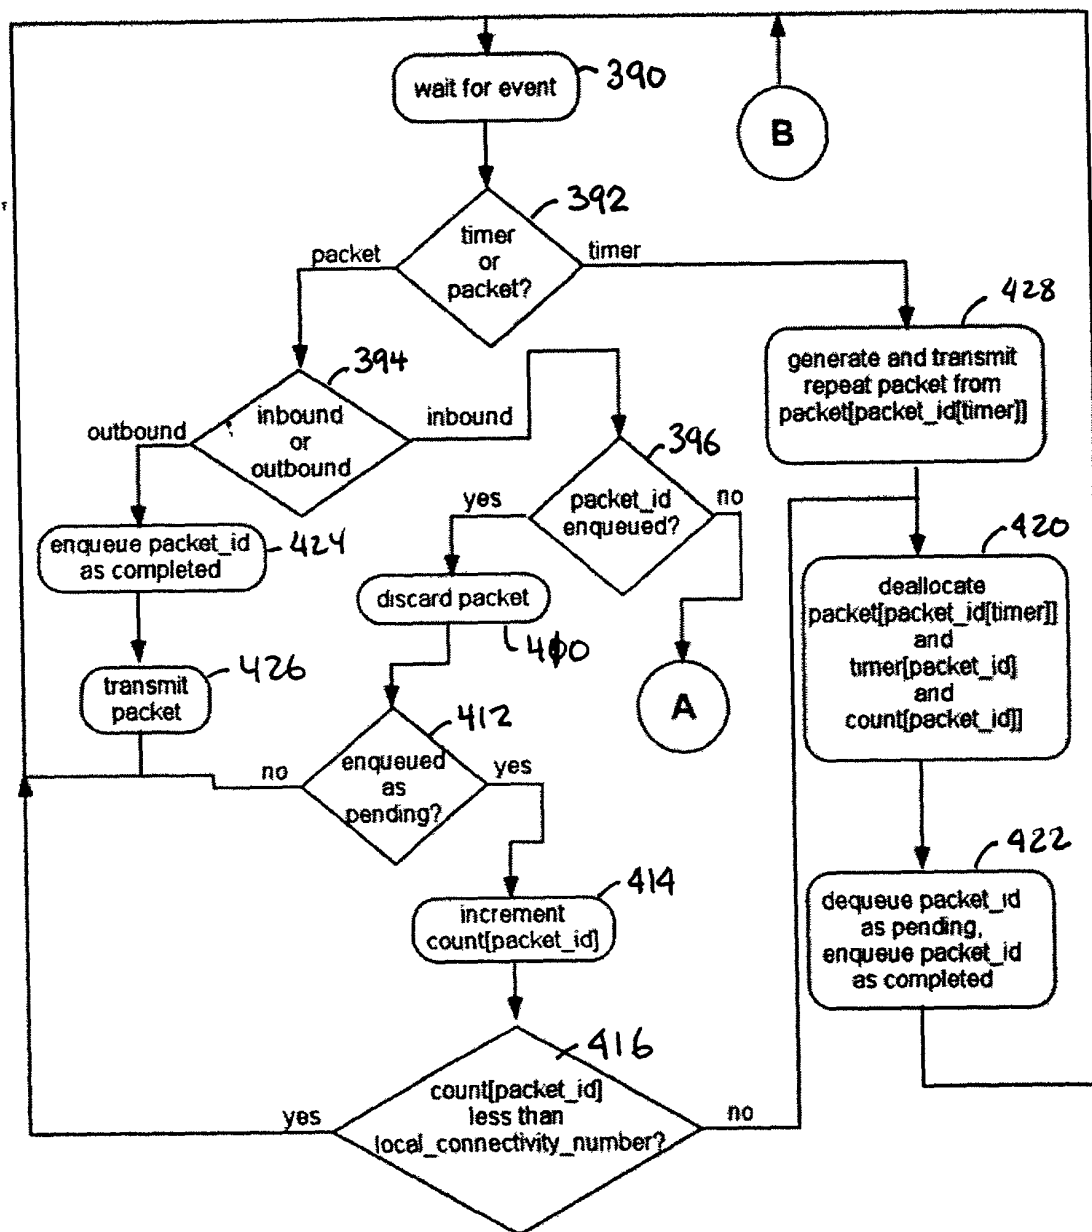 wait for event
390
B
392
timer
or
packet?
packet
timer
428
generate and transmit
repeat packet from
packet[packet_id[timer]]
394
inbound
or
outbound
outbound
inbound
396
packet_id
enqueued?
yes
no
enqueue packet_id
as completed
424
discard packet
400
420
deallocate
packet[packet_id[timer]]
and
timer[packet_id]
and
count[packet_id]]
426
transmit
packet
A
412
enqueued
as
pending?
no
yes
414
increment
count[packet_id]
422
dequeue packet_id
as pending,
enqueue packet_id
as completed
416
count[packet_id]
less than
local_connectivity_number?
yes
no